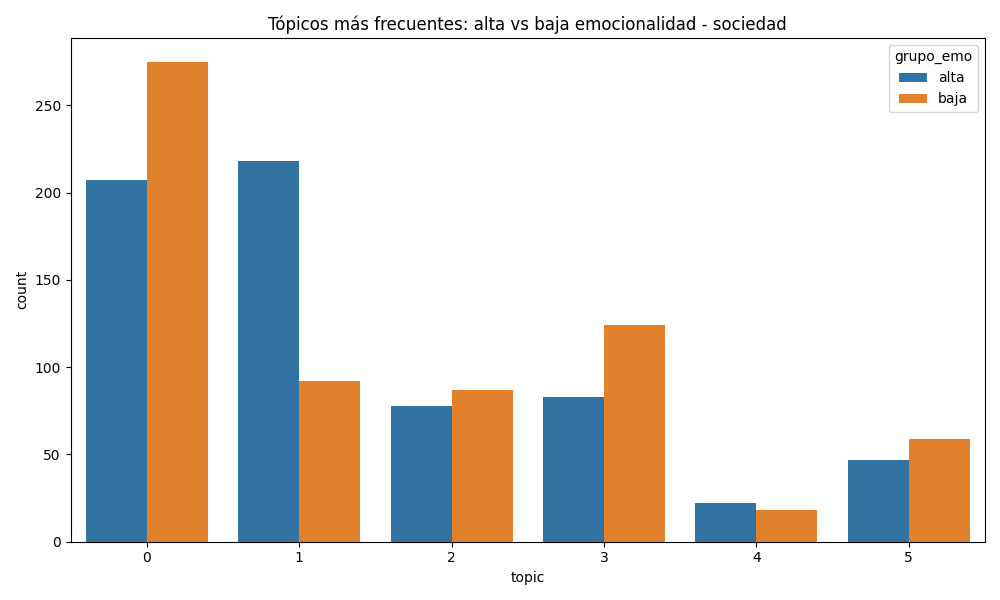 Tópicos más frecuentes: alta vs baja emocionalidad - sociedad
grupo_emo
alta
baja
250
200
150
100
50
0
count
0 1 2 3 4 5
topic